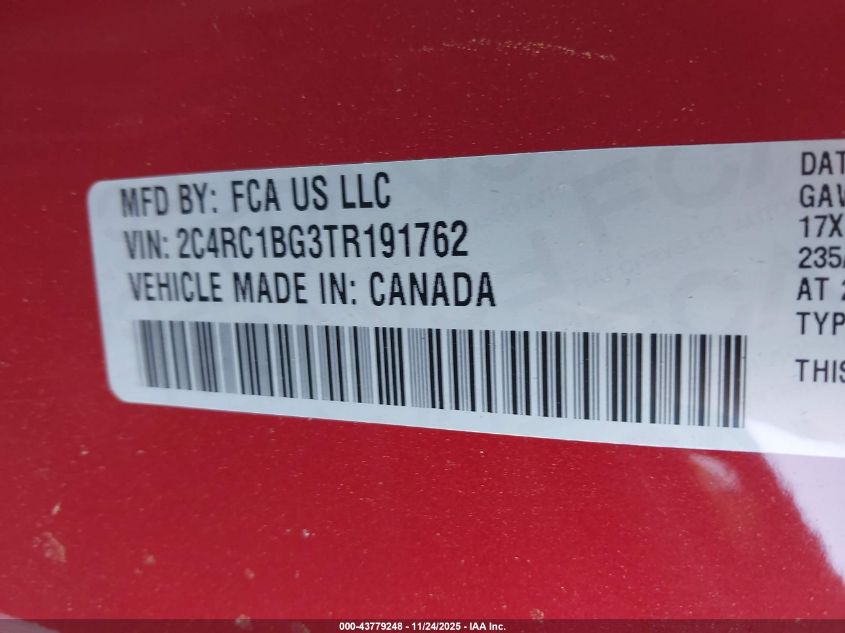 MFD BY: FCA US LLC
VIN: 2C4RC1BG3TR191762
VEHICLE MADE IN: CANADA
DAT
GAV
17X
235/
AT 2
TYP
THIS
000-43779248 - 11/24/2025 - IAA Inc.